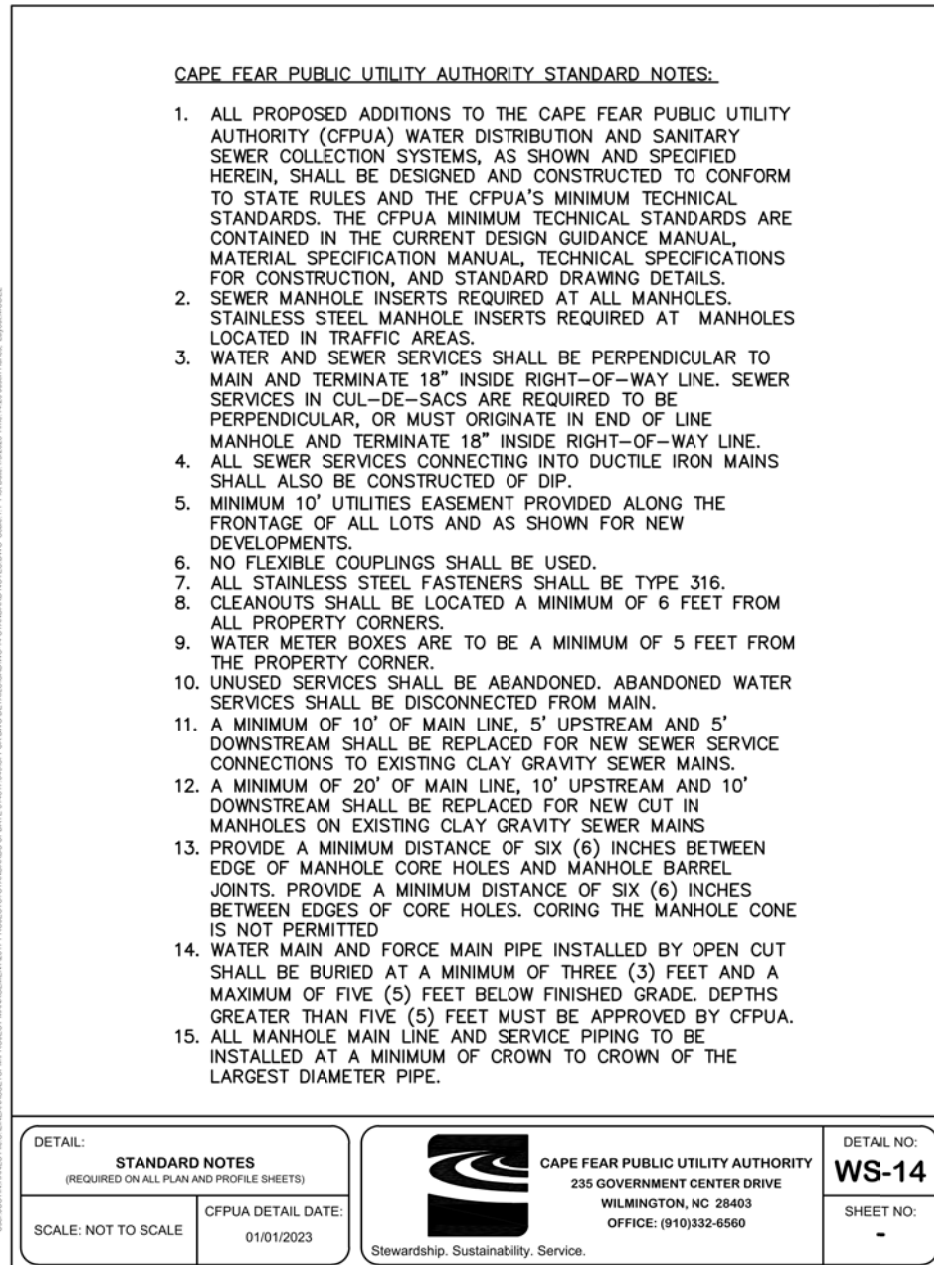 CAPE FEAR PUBLIC UTILITY AUTHORITY STANDARD NOTES:
1. ALL PROPOSED ADDITIONS TO THE CAPE FEAR PUBLIC UTILITY
AUTHORITY (CFPUA) WATER DISTRIBUTION AND SANITARY
SEWER COLLECTION SYSTEMS, AS SHOWN AND SPECIFIED
HEREIN, SHALL BE DESIGNED AND CONSTRUCTED TO CONFORM
TO STATE RULES AND THE CFPUA'S MINIMUM TECHNICAL
STANDARDS. THE CFPUA MINIMUM TECHNICAL STANDARDS ARE
CONTAINED IN THE CURRENT DESIGN GUIDANCE MANUAL,
MATERIAL SPECIFICATION MANUAL, TECHNICAL SPECIFICATIONS
FOR CONSTRUCTION, AND STANDARD DRAWING DETAILS.
2. SEWER MANHOLE INSERTS REQUIRED AT ALL MANHOLES.
STAINLESS STEEL MANHOLE INSERTS REQUIRED AT MANHOLES
LOCATED IN TRAFFIC AREAS.
3. WATER AND SEWER SERVICES SHALL BE PERPENDICULAR TO
MAIN AND TERMINATE 18" INSIDE RIGHT-OF-WAY LINE. SEWER
SERVICES IN CUL-DE-SACS ARE REQUIRED TO BE
PERPENDICULAR, OR MUST ORIGINATE IN END OF LINE
MANHOLE AND TERMINATE 18" INSIDE RIGHT-OF-WAY LINE.
4. ALL SEWER SERVICES CONNECTING INTO DUCTILE IRON MAINS
SHALL ALSO BE CONSTRUCTED OF DIP.
5. MINIMUM 10' UTILITIES EASEMENT PROVIDED ALONG THE
FRONTAGE OF ALL LOTS AND AS SHOWN FOR NEW
DEVELOPMENTS.
6. NO FLEXIBLE COUPLINGS SHALL BE USED.
7. ALL STAINLESS STEEL FASTENERS SHALL BE TYPE 316.
8. CLEANOUTS SHALL BE LOCATED A MINIMUM OF 6 FEET FROM
ALL PROPERTY CORNERS.
9. WATER METER BOXES ARE TO BE A MINIMUM OF 5 FEET FROM
THE PROPERTY CORNER.
10. UNUSED SERVICES SHALL BE ABANDONED. ABANDONED WATER
SERVICES SHALL BE DISCONNECTED FROM MAIN.
11. A MINIMUM OF 10' OF MAIN LINE, 5' UPSTREAM AND 5'
DOWNSTREAM SHALL BE REPLACED FOR NEW SEWER SERVICE
CONNECTIONS TO EXISTING CLAY GRAVITY SEWER MAINS.
12. A MINIMUM OF 20' OF MAIN LINE, 10' UPSTREAM AND 10'
DOWNSTREAM SHALL BE REPLACED FOR NEW CUT IN
MANHOLES ON EXISTING CLAY GRAVITY SEWER MAINS
13. PROVIDE A MINIMUM DISTANCE OF SIX (6) INCHES BETWEEN
EDGE OF MANHOLE CORE HOLES AND MANHOLE BARREL
JOINTS. PROVIDE A MINIMUM DISTANCE OF SIX (6) INCHES
BETWEEN EDGES OF CORE HOLES. CORING THE MANHOLE CONE
IS NOT PERMITTED
14. WATER MAIN AND FORCE MAIN PIPE INSTALLED BY OPEN CUT
SHALL BE BURIED AT A MINIMUM OF THREE (3) FEET AND A
MAXIMUM OF FIVE (5) FEET BELOW FINISHED GRADE. DEPTHS
GREATER THAN FIVE (5) FEET MUST BE APPROVED BY CFPUA.
15. ALL MANHOLE MAIN LINE AND SERVICE PIPING TO BE
INSTALLED AT A MINIMUM OF CROWN TO CROWN OF THE
LARGEST DIAMETER PIPE.
DETAIL:
STANDARD NOTES
(REQUIRED ON ALL PLAN AND PROFILE SHEETS)
SCALE: NOT TO SCALE
CFPUA DETAIL DATE:
01/01/2023
Stewardship. Sustainability. Service.
CAPE FEAR PUBLIC UTILITY AUTHORITY
235 GOVERNMENT CENTER DRIVE
WILMINGTON, NC 28403
OFFICE: (910)332-6560
DETAIL NO:
WS-14
SHEET NO:
-